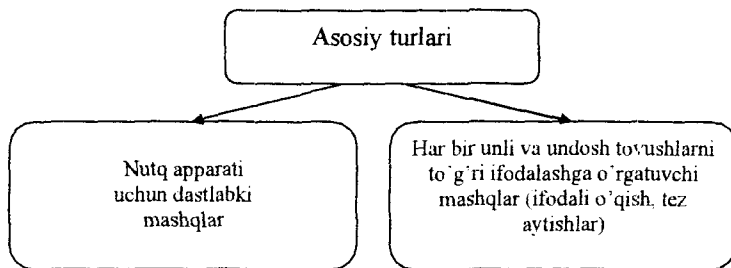 Asosiy turlari
Nutq apparati
uchun dastlabki
mashqlar
Har bir unli va undosh tovushlarni
to`g`ri ifodalashga o`rgatuvchi
mashqlar (ifodali o`qish, tez
aytishlar)